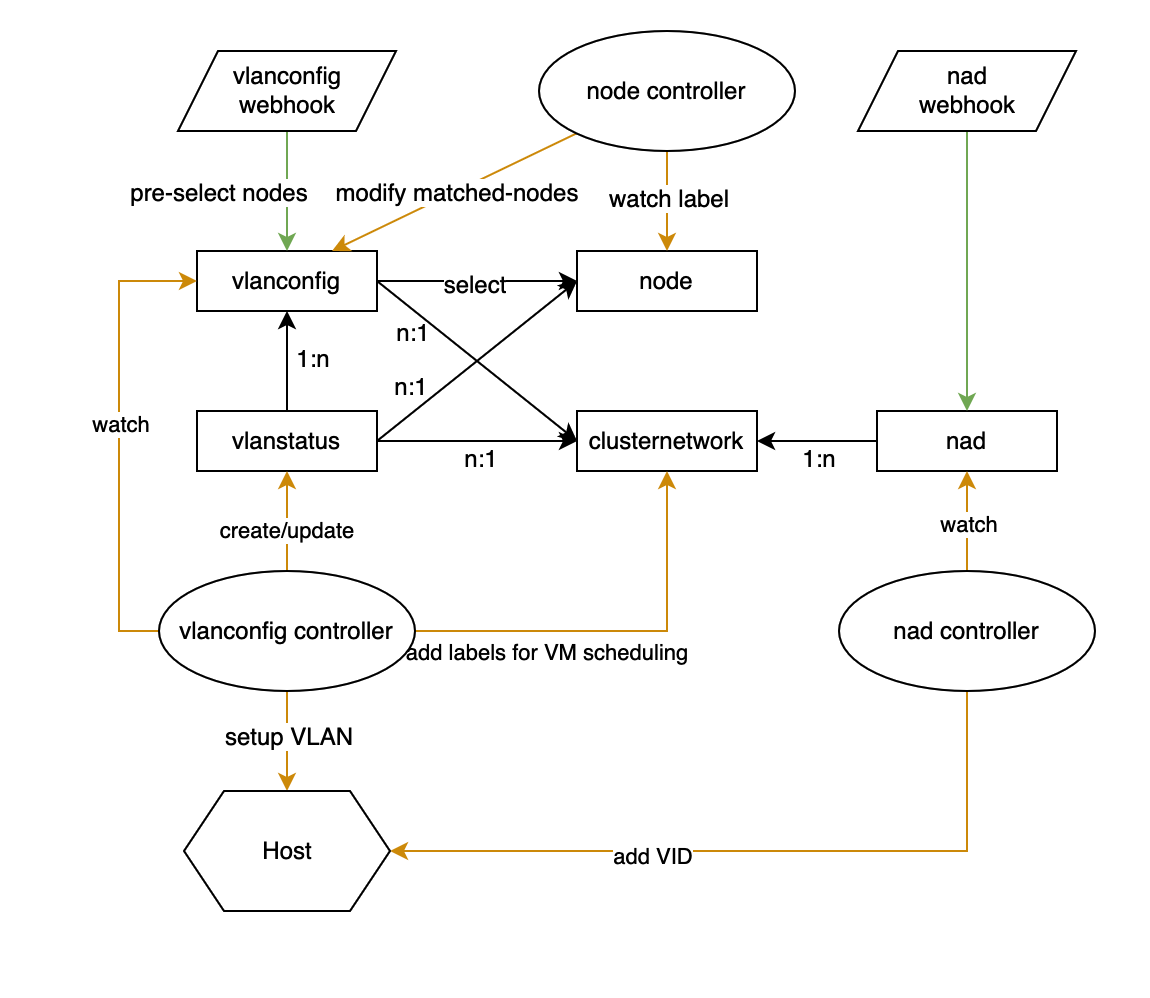 vlanconfig
webhook
node controller
nad
webhook
pre-select nodes
modify matched-nodes
watch label
vlanconfig
select
node
n:1
1:n
n:1
watch
vlanstatus
n:1
clusternetwork
1:n
nad
create/update
watch
vlanconfig controller
add labels for VM scheduling
nad controller
setup VLAN
Host
add VID